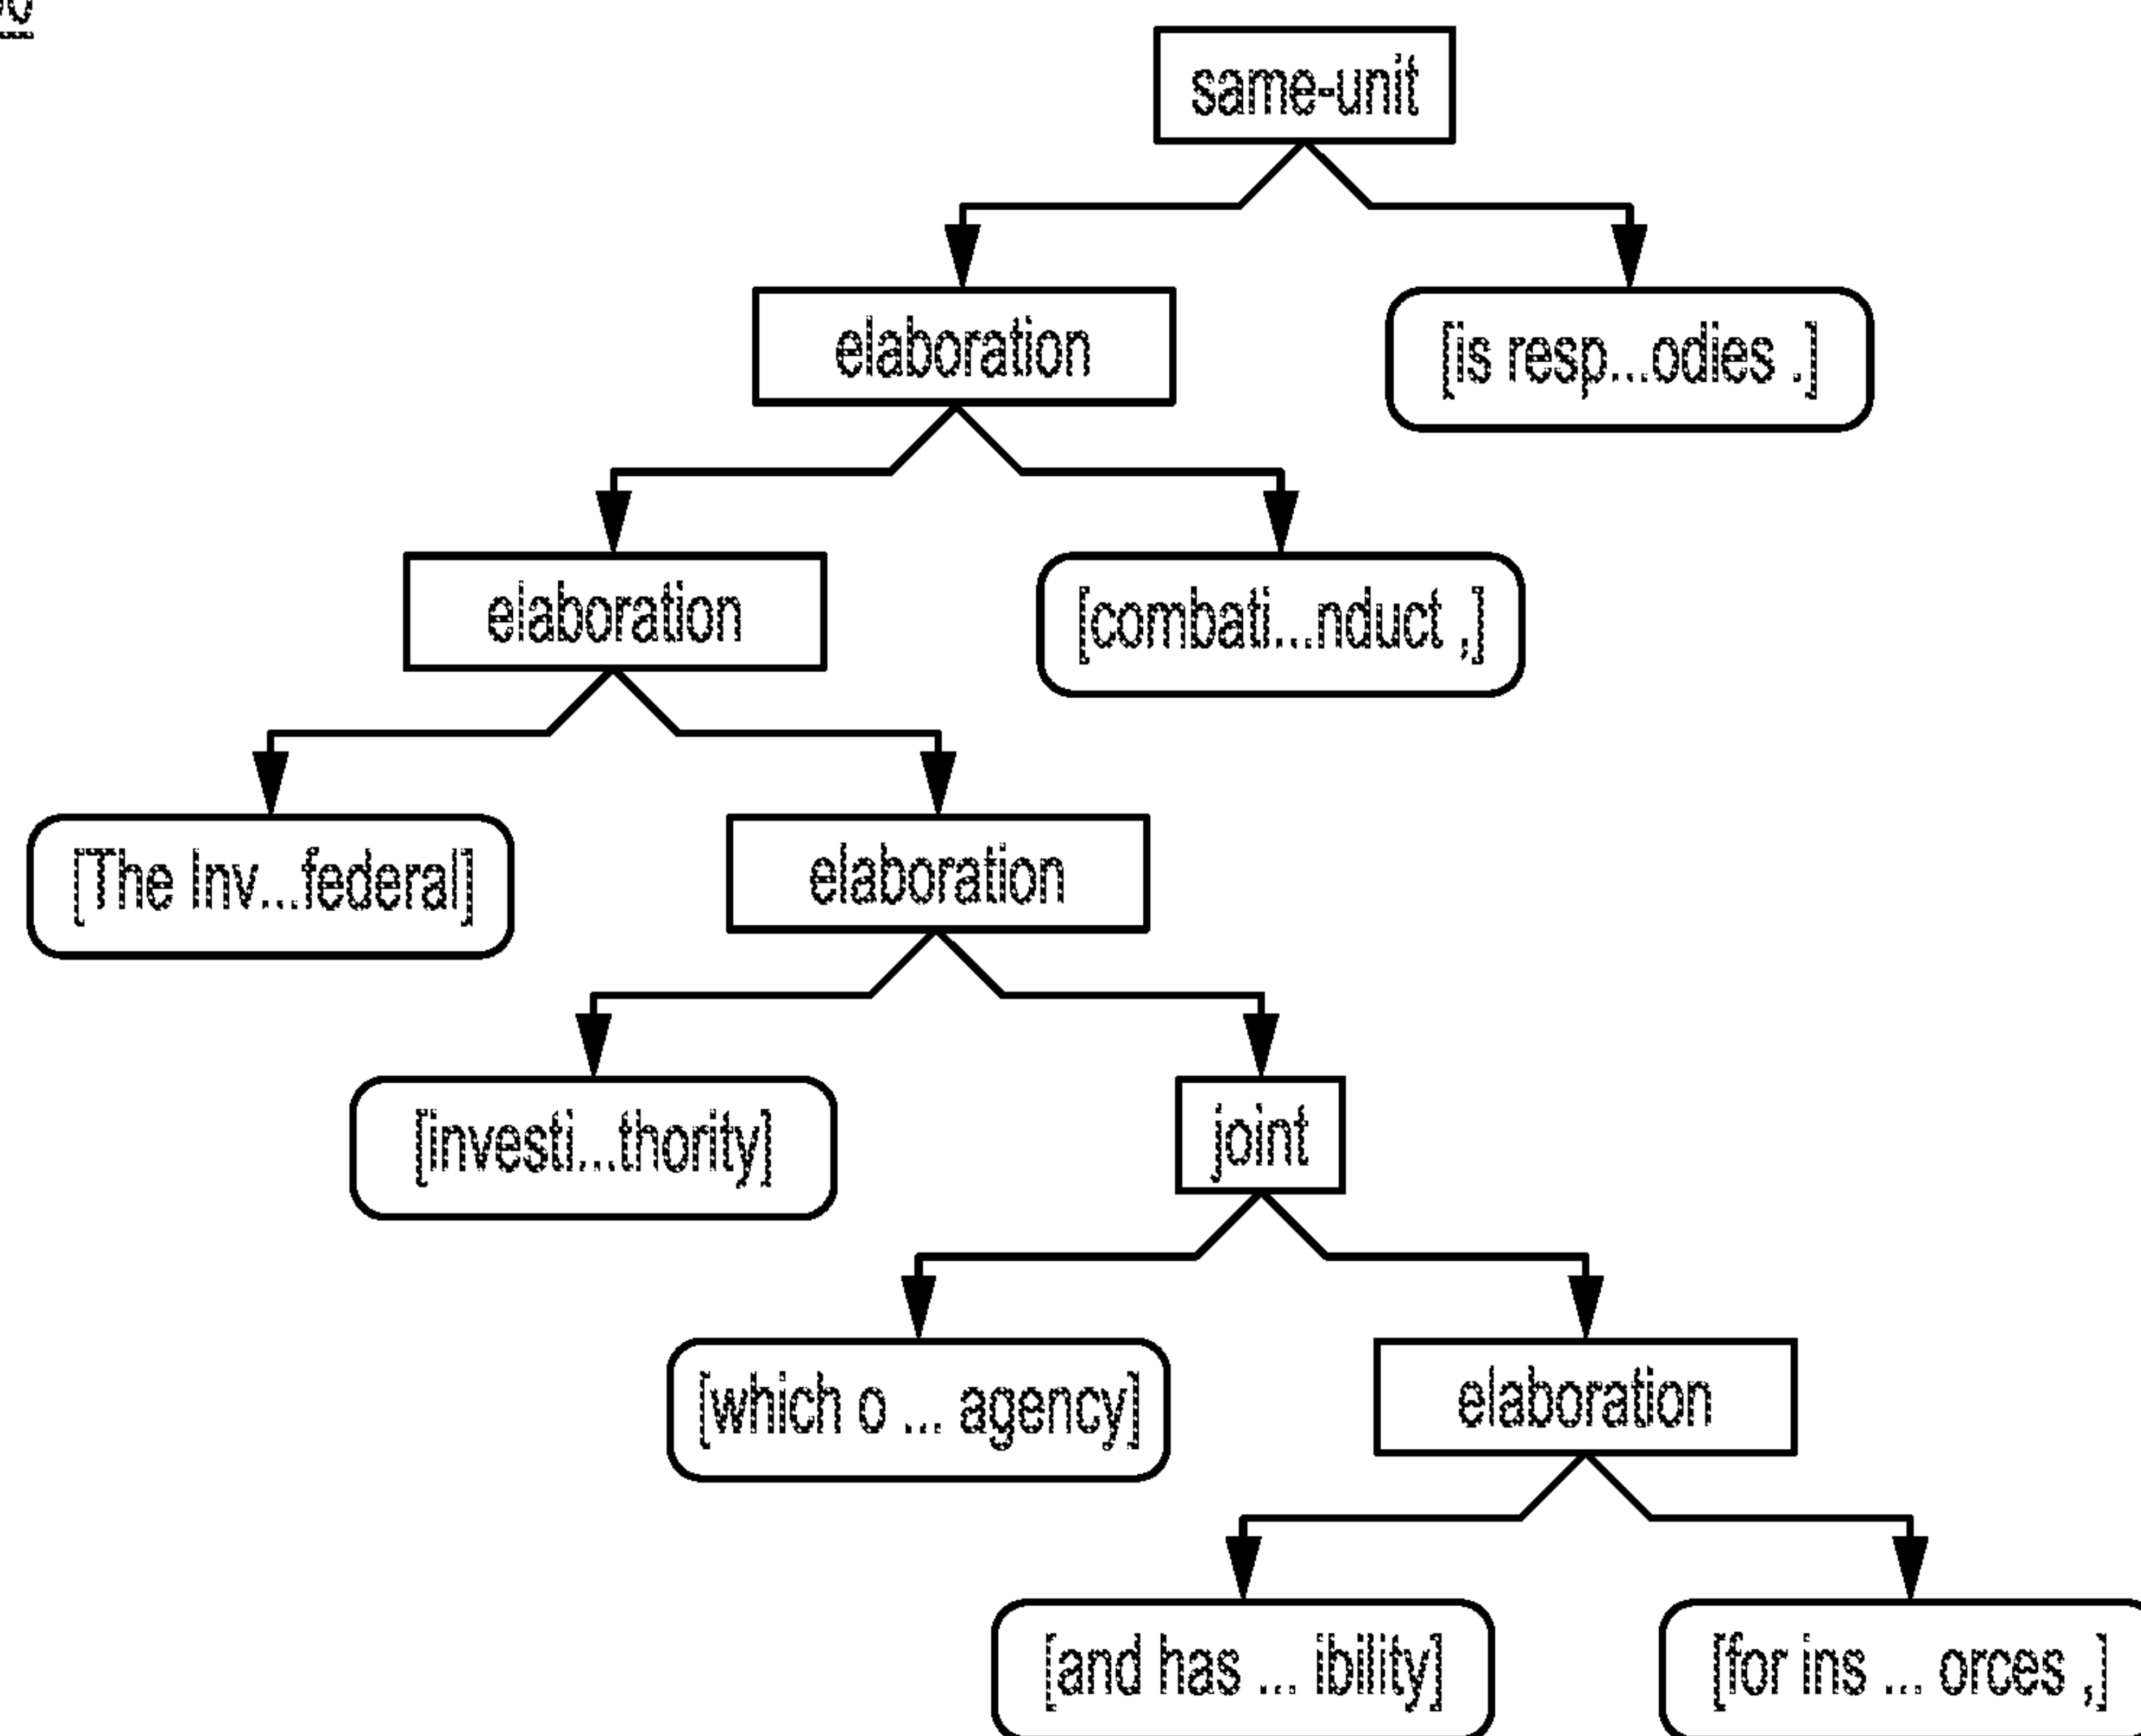 same-unit
elaboration
[is resp...odies .]
elaboration
[combati...nduct ,]
[The Inv...federal]
elaboration
[investi...thority]
joint
[which o ... agency]
elaboration
[and has ... ibility]
[for ins ... orces ,]